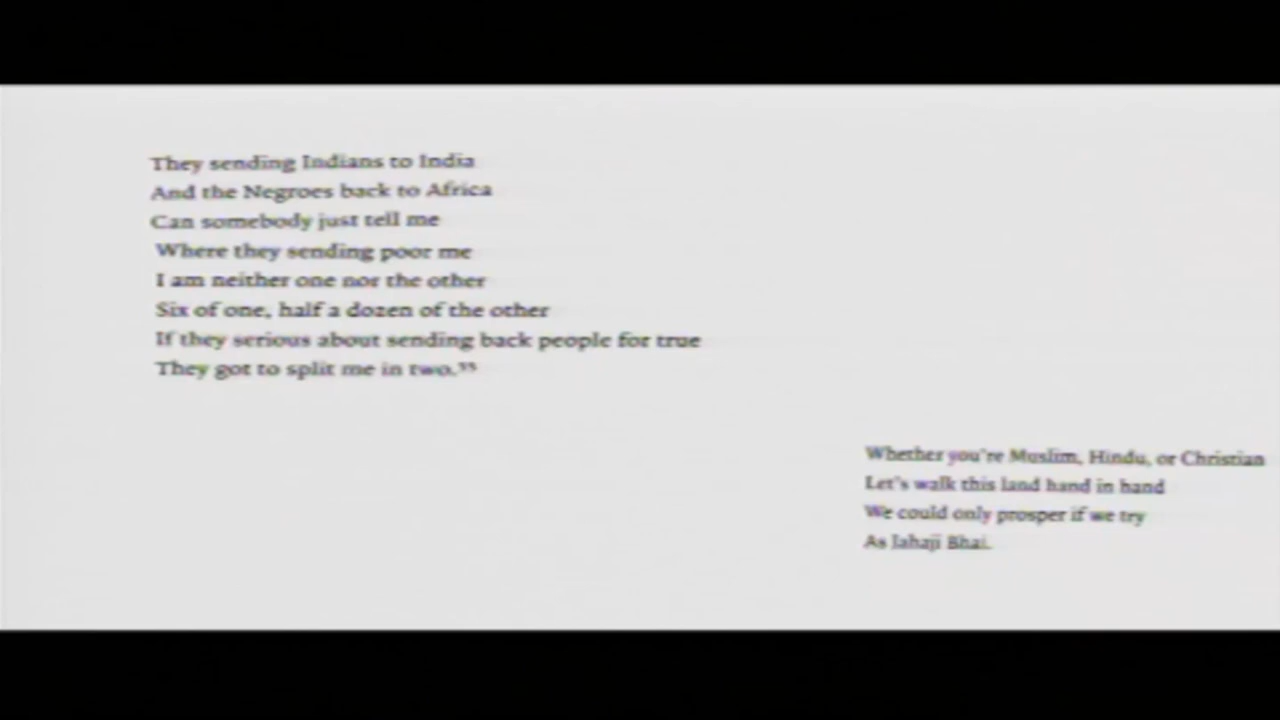 They sending Indians to India
And the Negroes back to Africa
Can somebody just tell me
Where they sending poor me
I am neither one nor the other
Six of one, half a dozen of the other
If they serious about sending back people for true
They got to split me in two.³⁵
Whether you're Muslim, Hindu, or Christian
Let's walk this land hand in hand
We could only prosper if we try
As Jahaji Bhai.